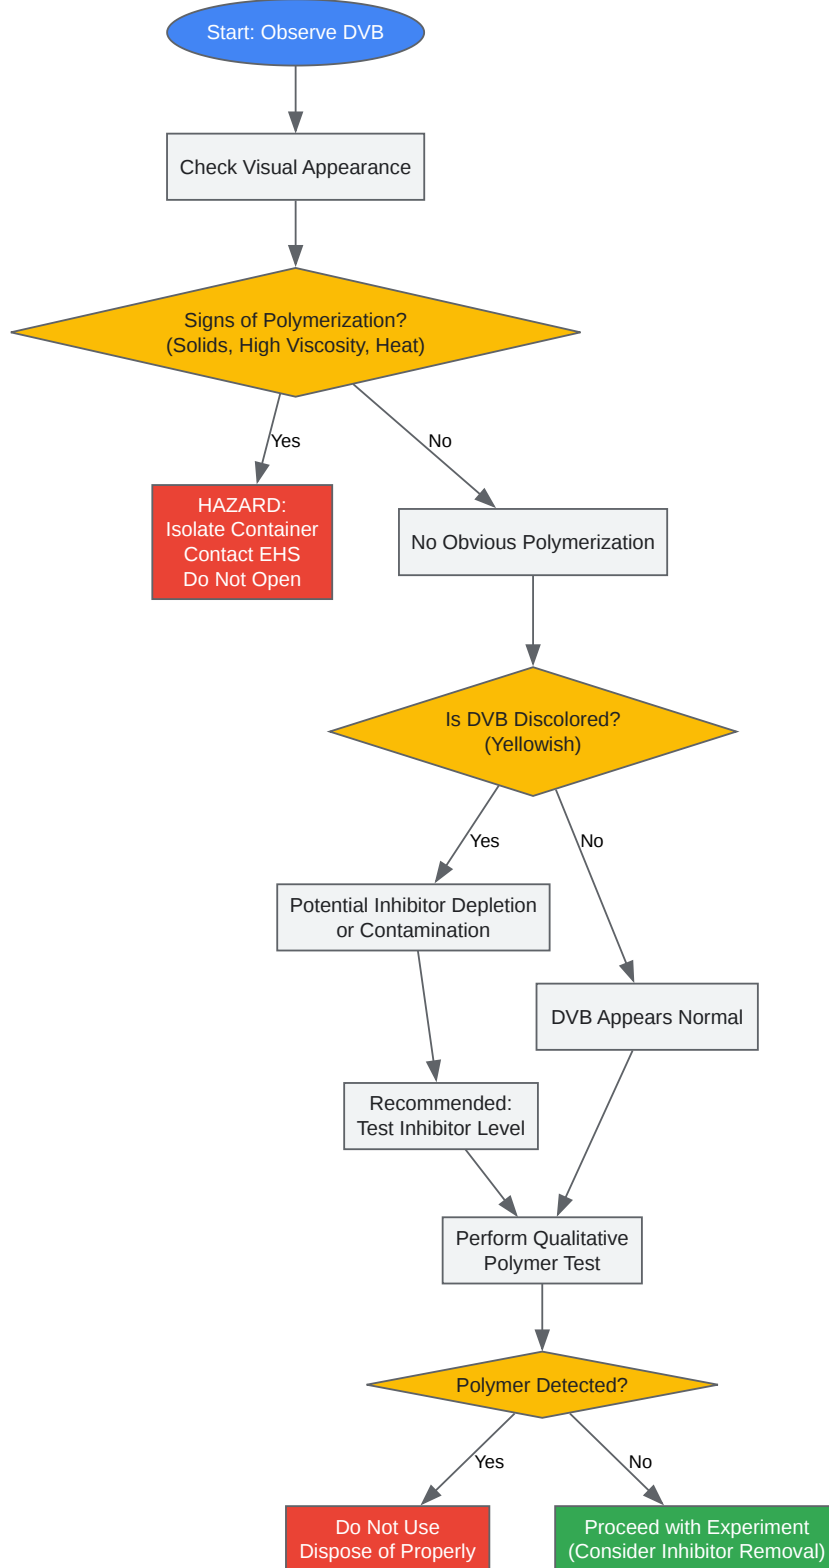 Start: Observe DVB
Check Visual Appearance
Signs of Polymerization?
(Solids, High Viscosity, Heat)
Yes
No
HAZARD:
Isolate Container
Contact EHS
Do Not Open
No Obvious Polymerization
Is DVB Discolored?
(Yellowish)
Yes
No
Potential Inhibitor Depletion
or Contamination
DVB Appears Normal
Recommended:
Test Inhibitor Level
Perform Qualitative
Polymer Test
Polymer Detected?
Yes
No
Do Not Use
Dispose of Properly
Proceed with Experiment
(Consider Inhibitor Removal)